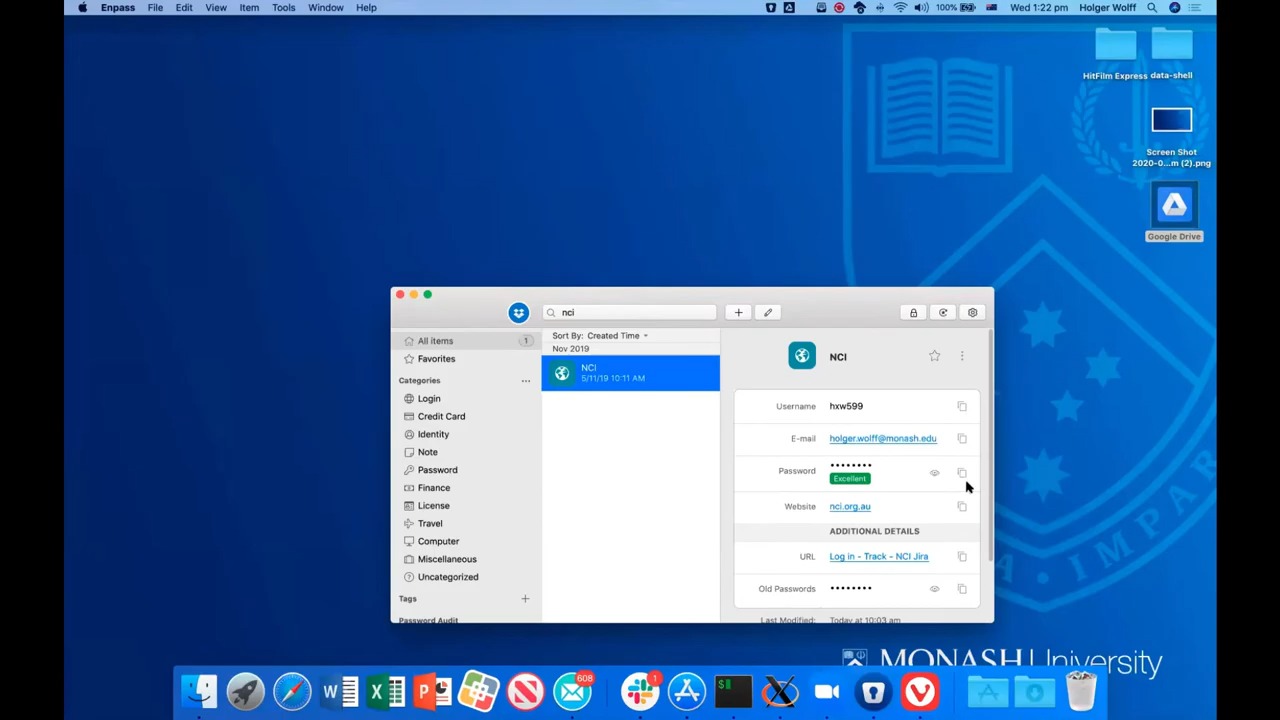 Enpass File Edit View Item Tools Window Help
100% Wed 1:22 pm Holger Wolff
HitFilm Express data-shell
Screen Shot
2020-0...m (2).png
Google Drive
nci
All items 1
Favorites
Categories
Login
Credit Card
Identity
Note
Password
Finance
License
Travel
Computer
Miscellaneous
Uncategorized
Tags
Password Audit
Sort By: Created Time
Nov 2019
NCI
5/11/19 10:11 AM
NCI
Username hxw599
E-mail holger.wolff@monash.edu
Password ••••••••
Excellent
Website nci.org.au
ADDITIONAL DETAILS
URL Log in - Track - NCI Jira
Old Passwords ••••••••
Last Modified: Today at 10:03 am
MONASH University
608
1